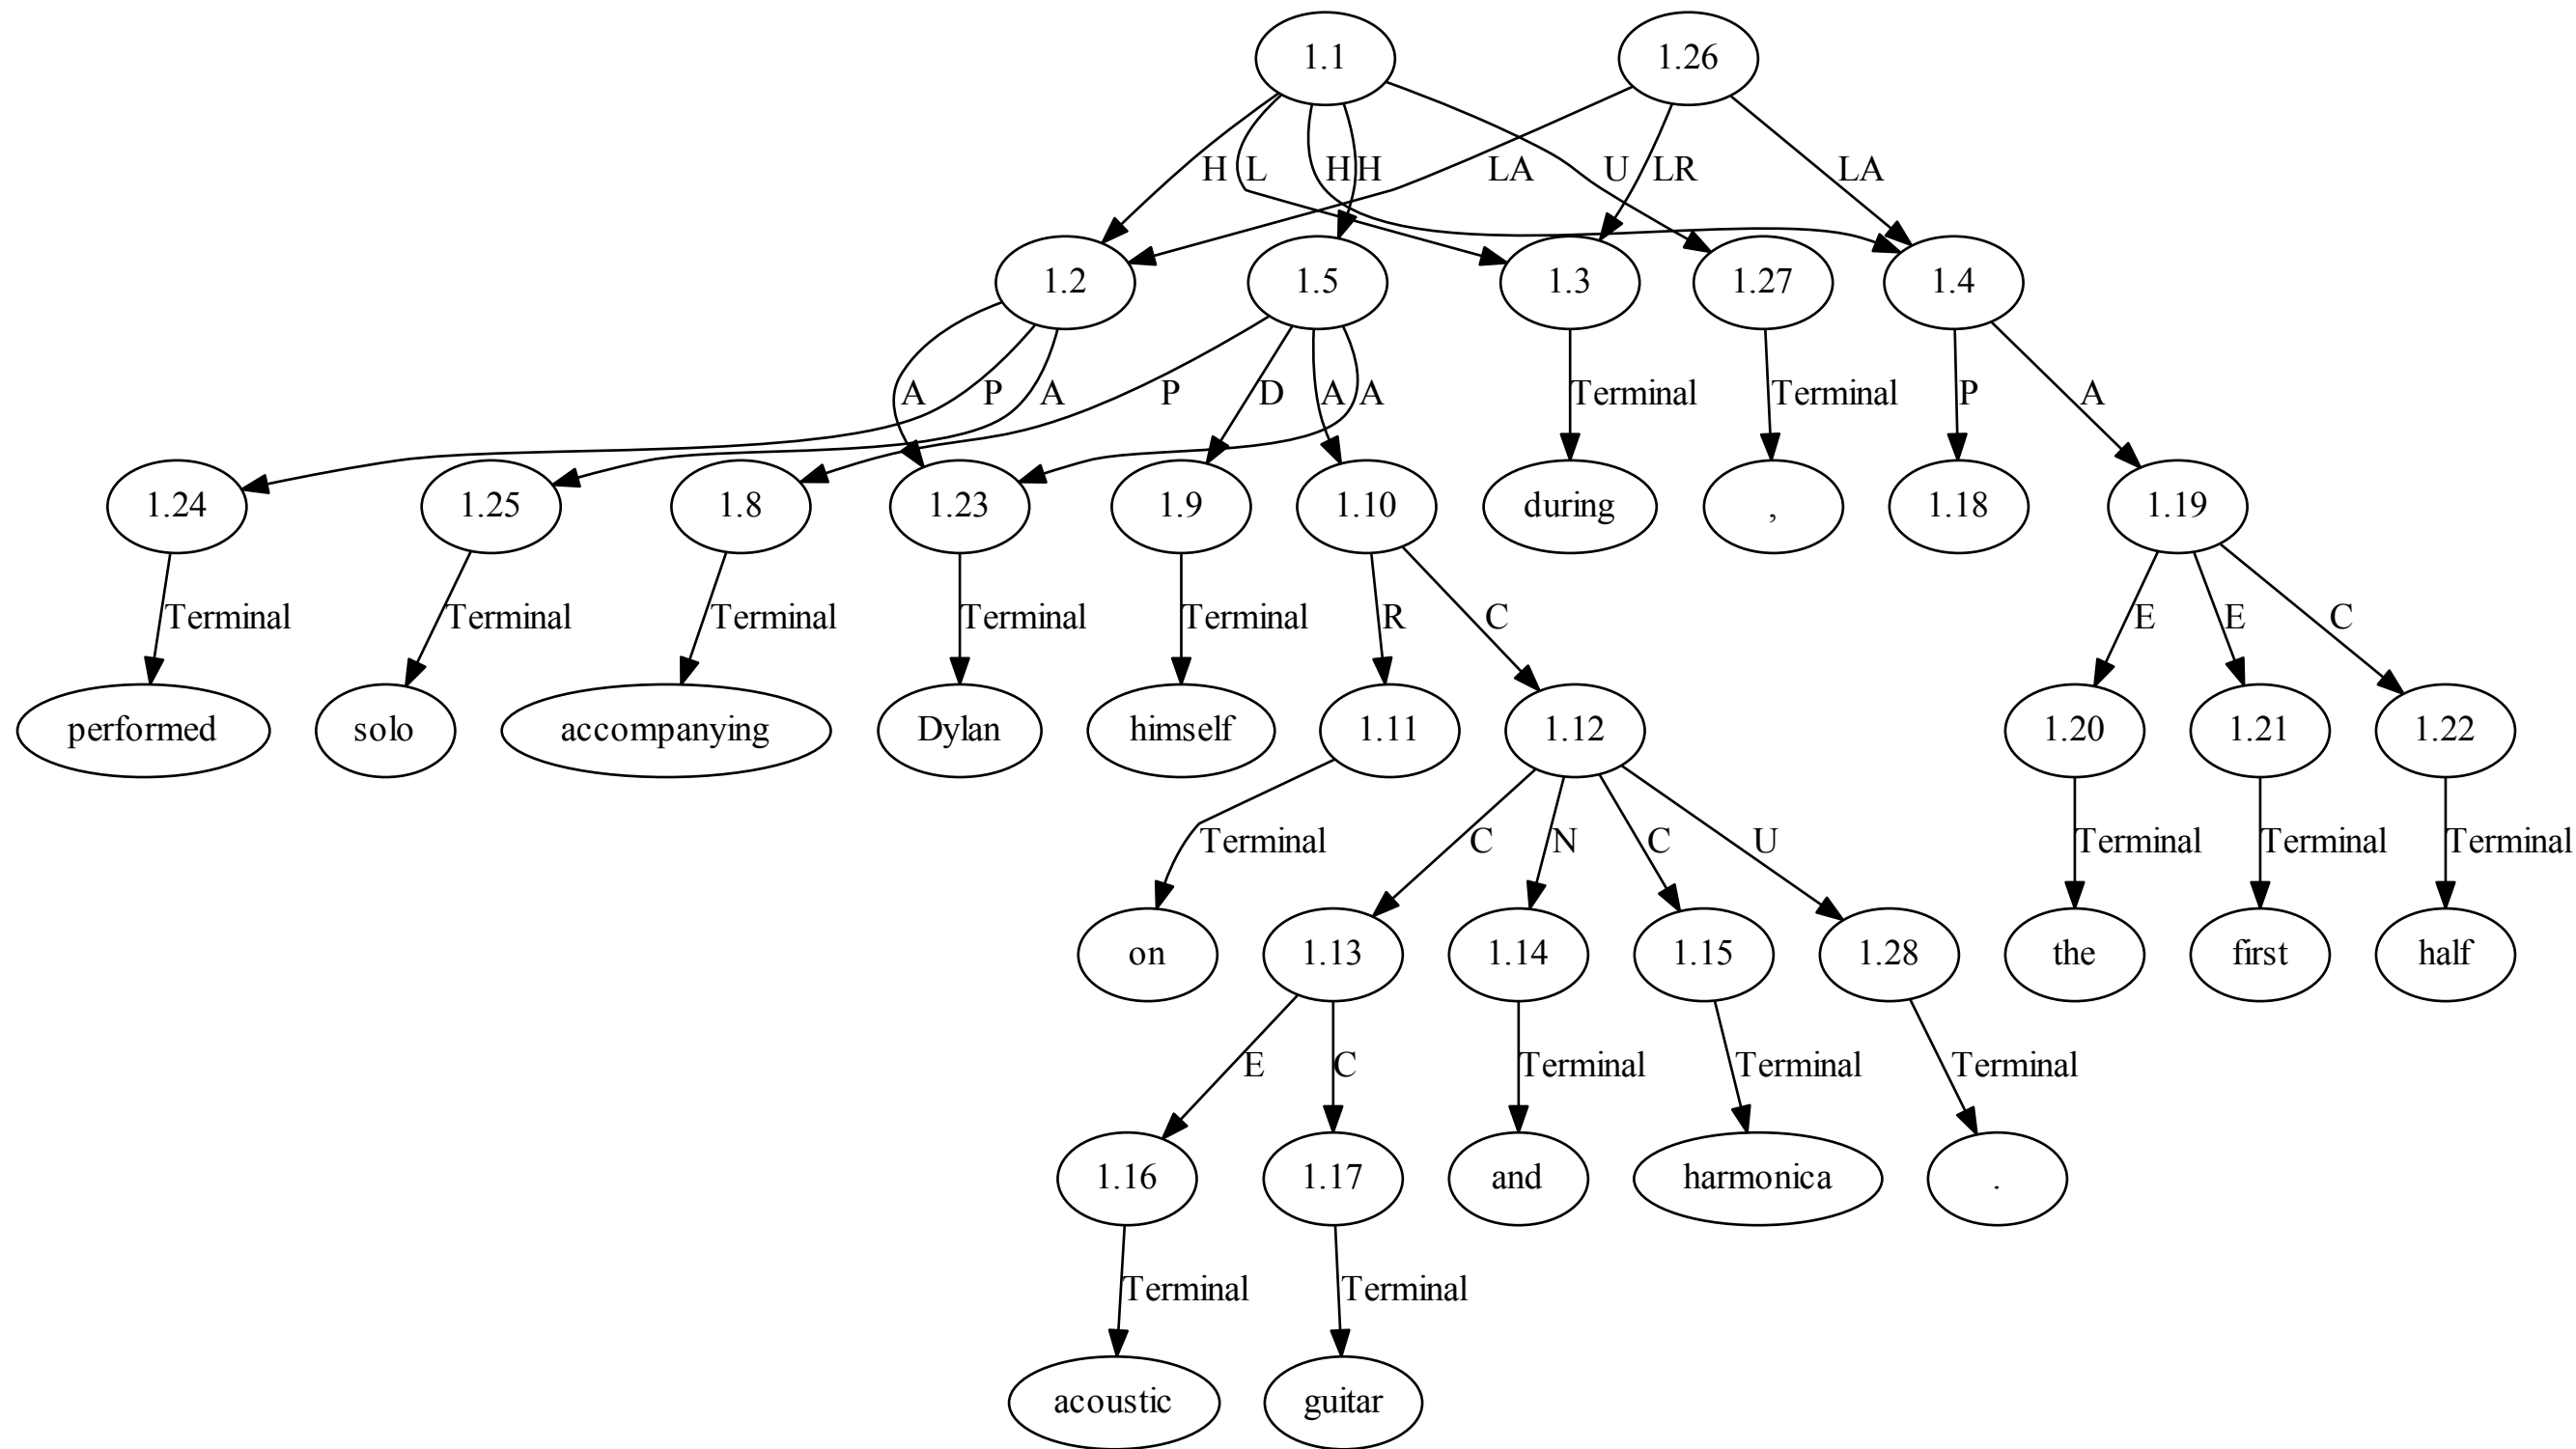 1.1 1.26
H L H H LA U LR LA
1.2 1.5 1.3 1.27 1.4
A P A P D A A Terminal Terminal P A
1.24 1.25 1.8 1.23 1.9 1.10 during , 1.18 1.19
Terminal Terminal Terminal Terminal Terminal R C E E C
performed solo accompanying Dylan himself 1.11 1.12 1.20 1.21 1.22
Terminal C N C U Terminal Terminal Terminal
on 1.13 1.14 1.15 1.28 the first half
E C Terminal Terminal Terminal
1.16 1.17 and harmonica .
Terminal Terminal
acoustic guitar